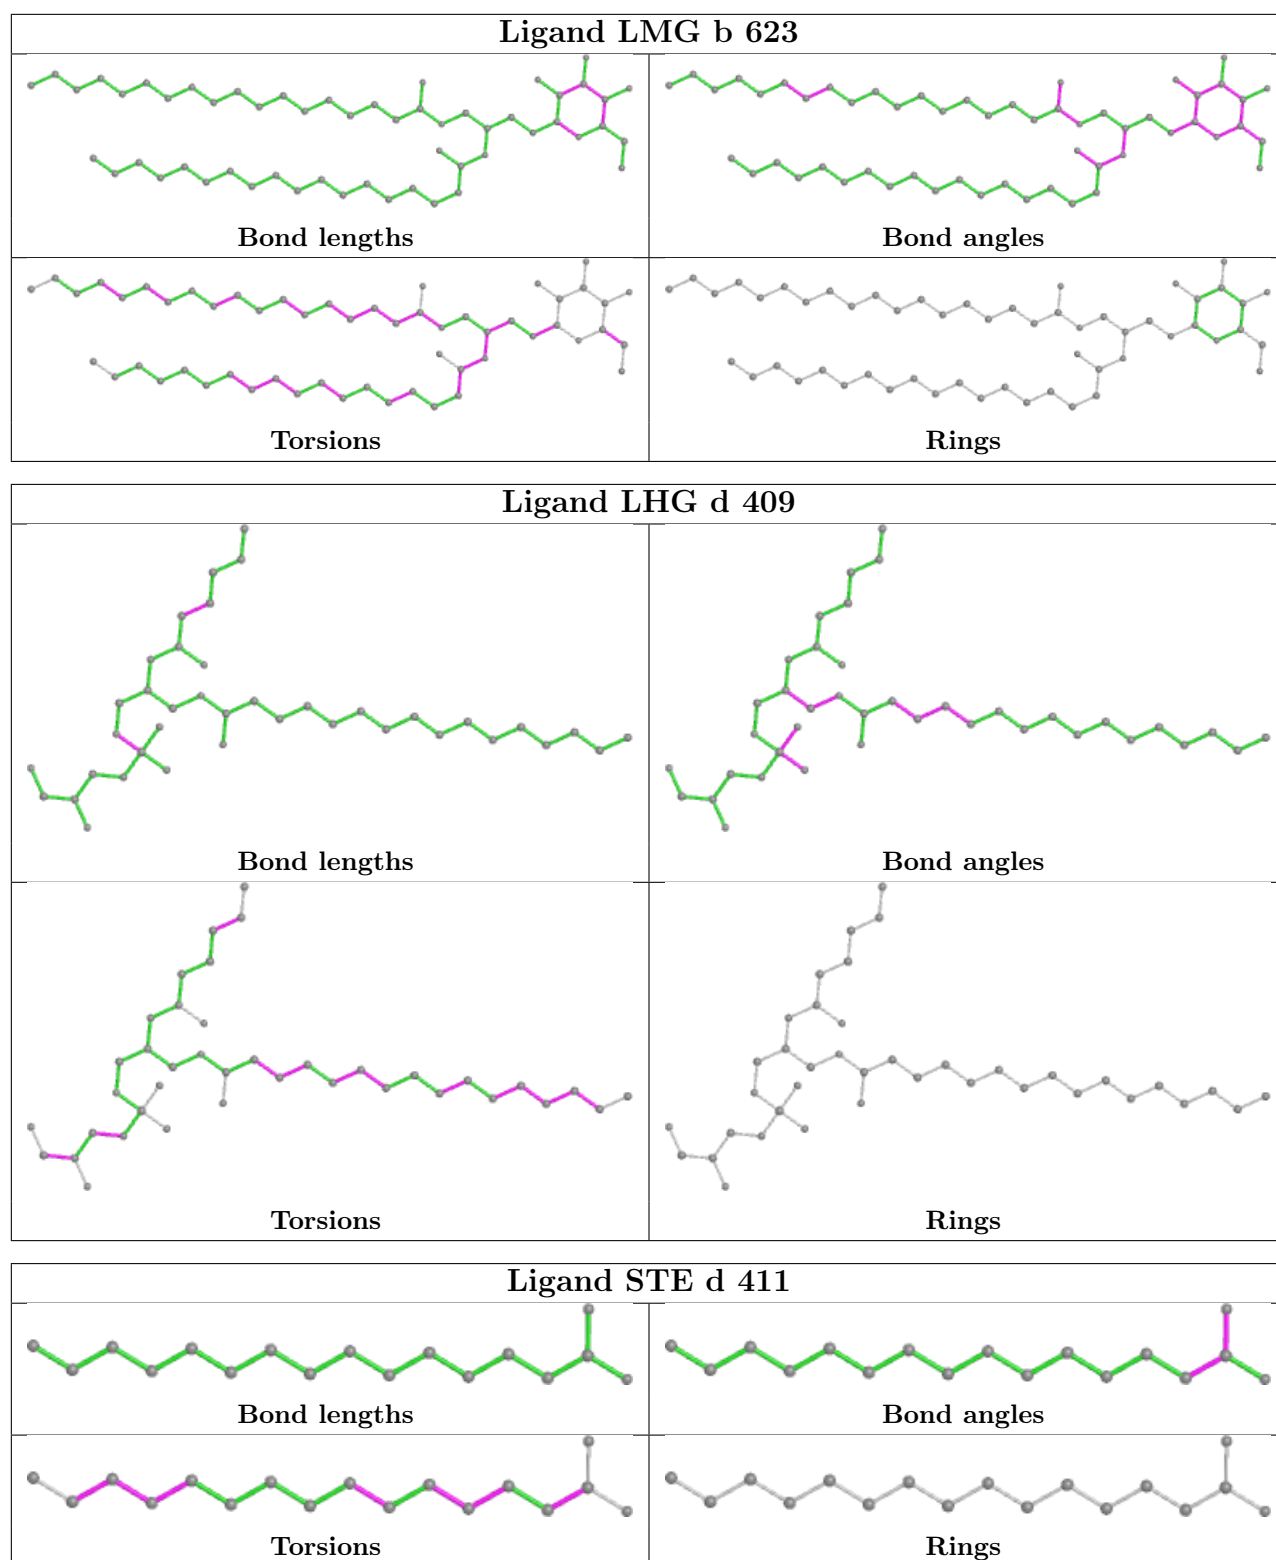 Ligand LMG b 623
Bond lengths
Bond angles
Torsions
Rings
Ligand LHG d 409
Bond lengths
Bond angles
Torsions
Rings
Ligand STE d 411
Bond lengths
Bond angles
Torsions
Rings